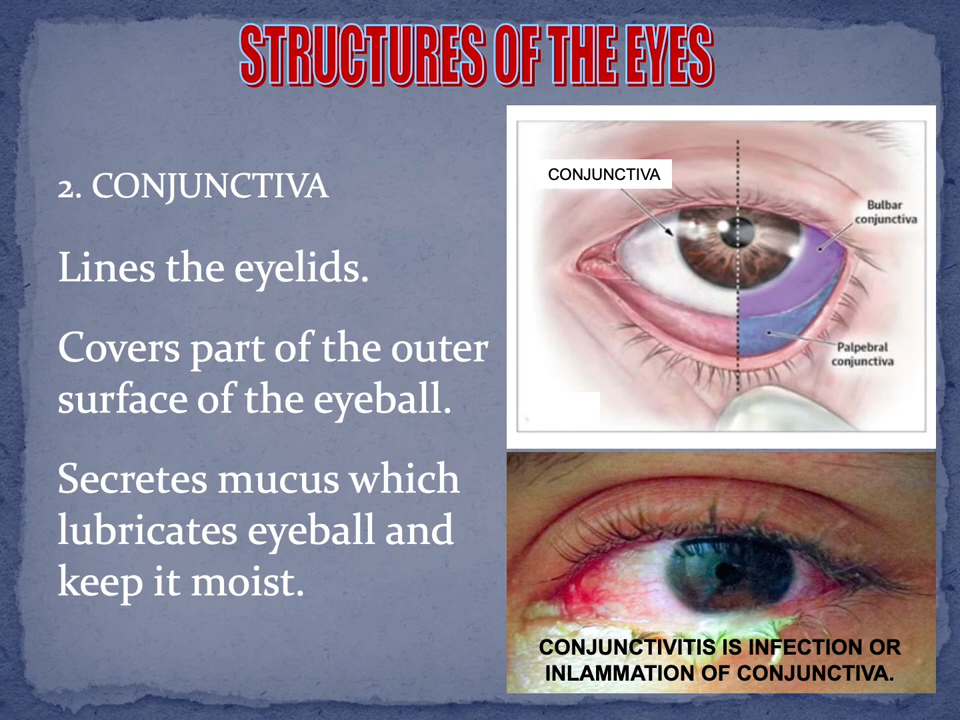 STRUCTURES OF THE EYES
2. CONJUNCTIVA
Lines the eyelids.
Covers part of the outer
surface of the eyeball.
Secretes mucus which
lubricates eyeball and
keep it moist.
CONJUNCTIVA
Bulbar
conjunctiva
Palpebral
conjunctiva
CONJUNCTIVITIS IS INFECTION OR
INLAMMATION OF CONJUNCTIVA.